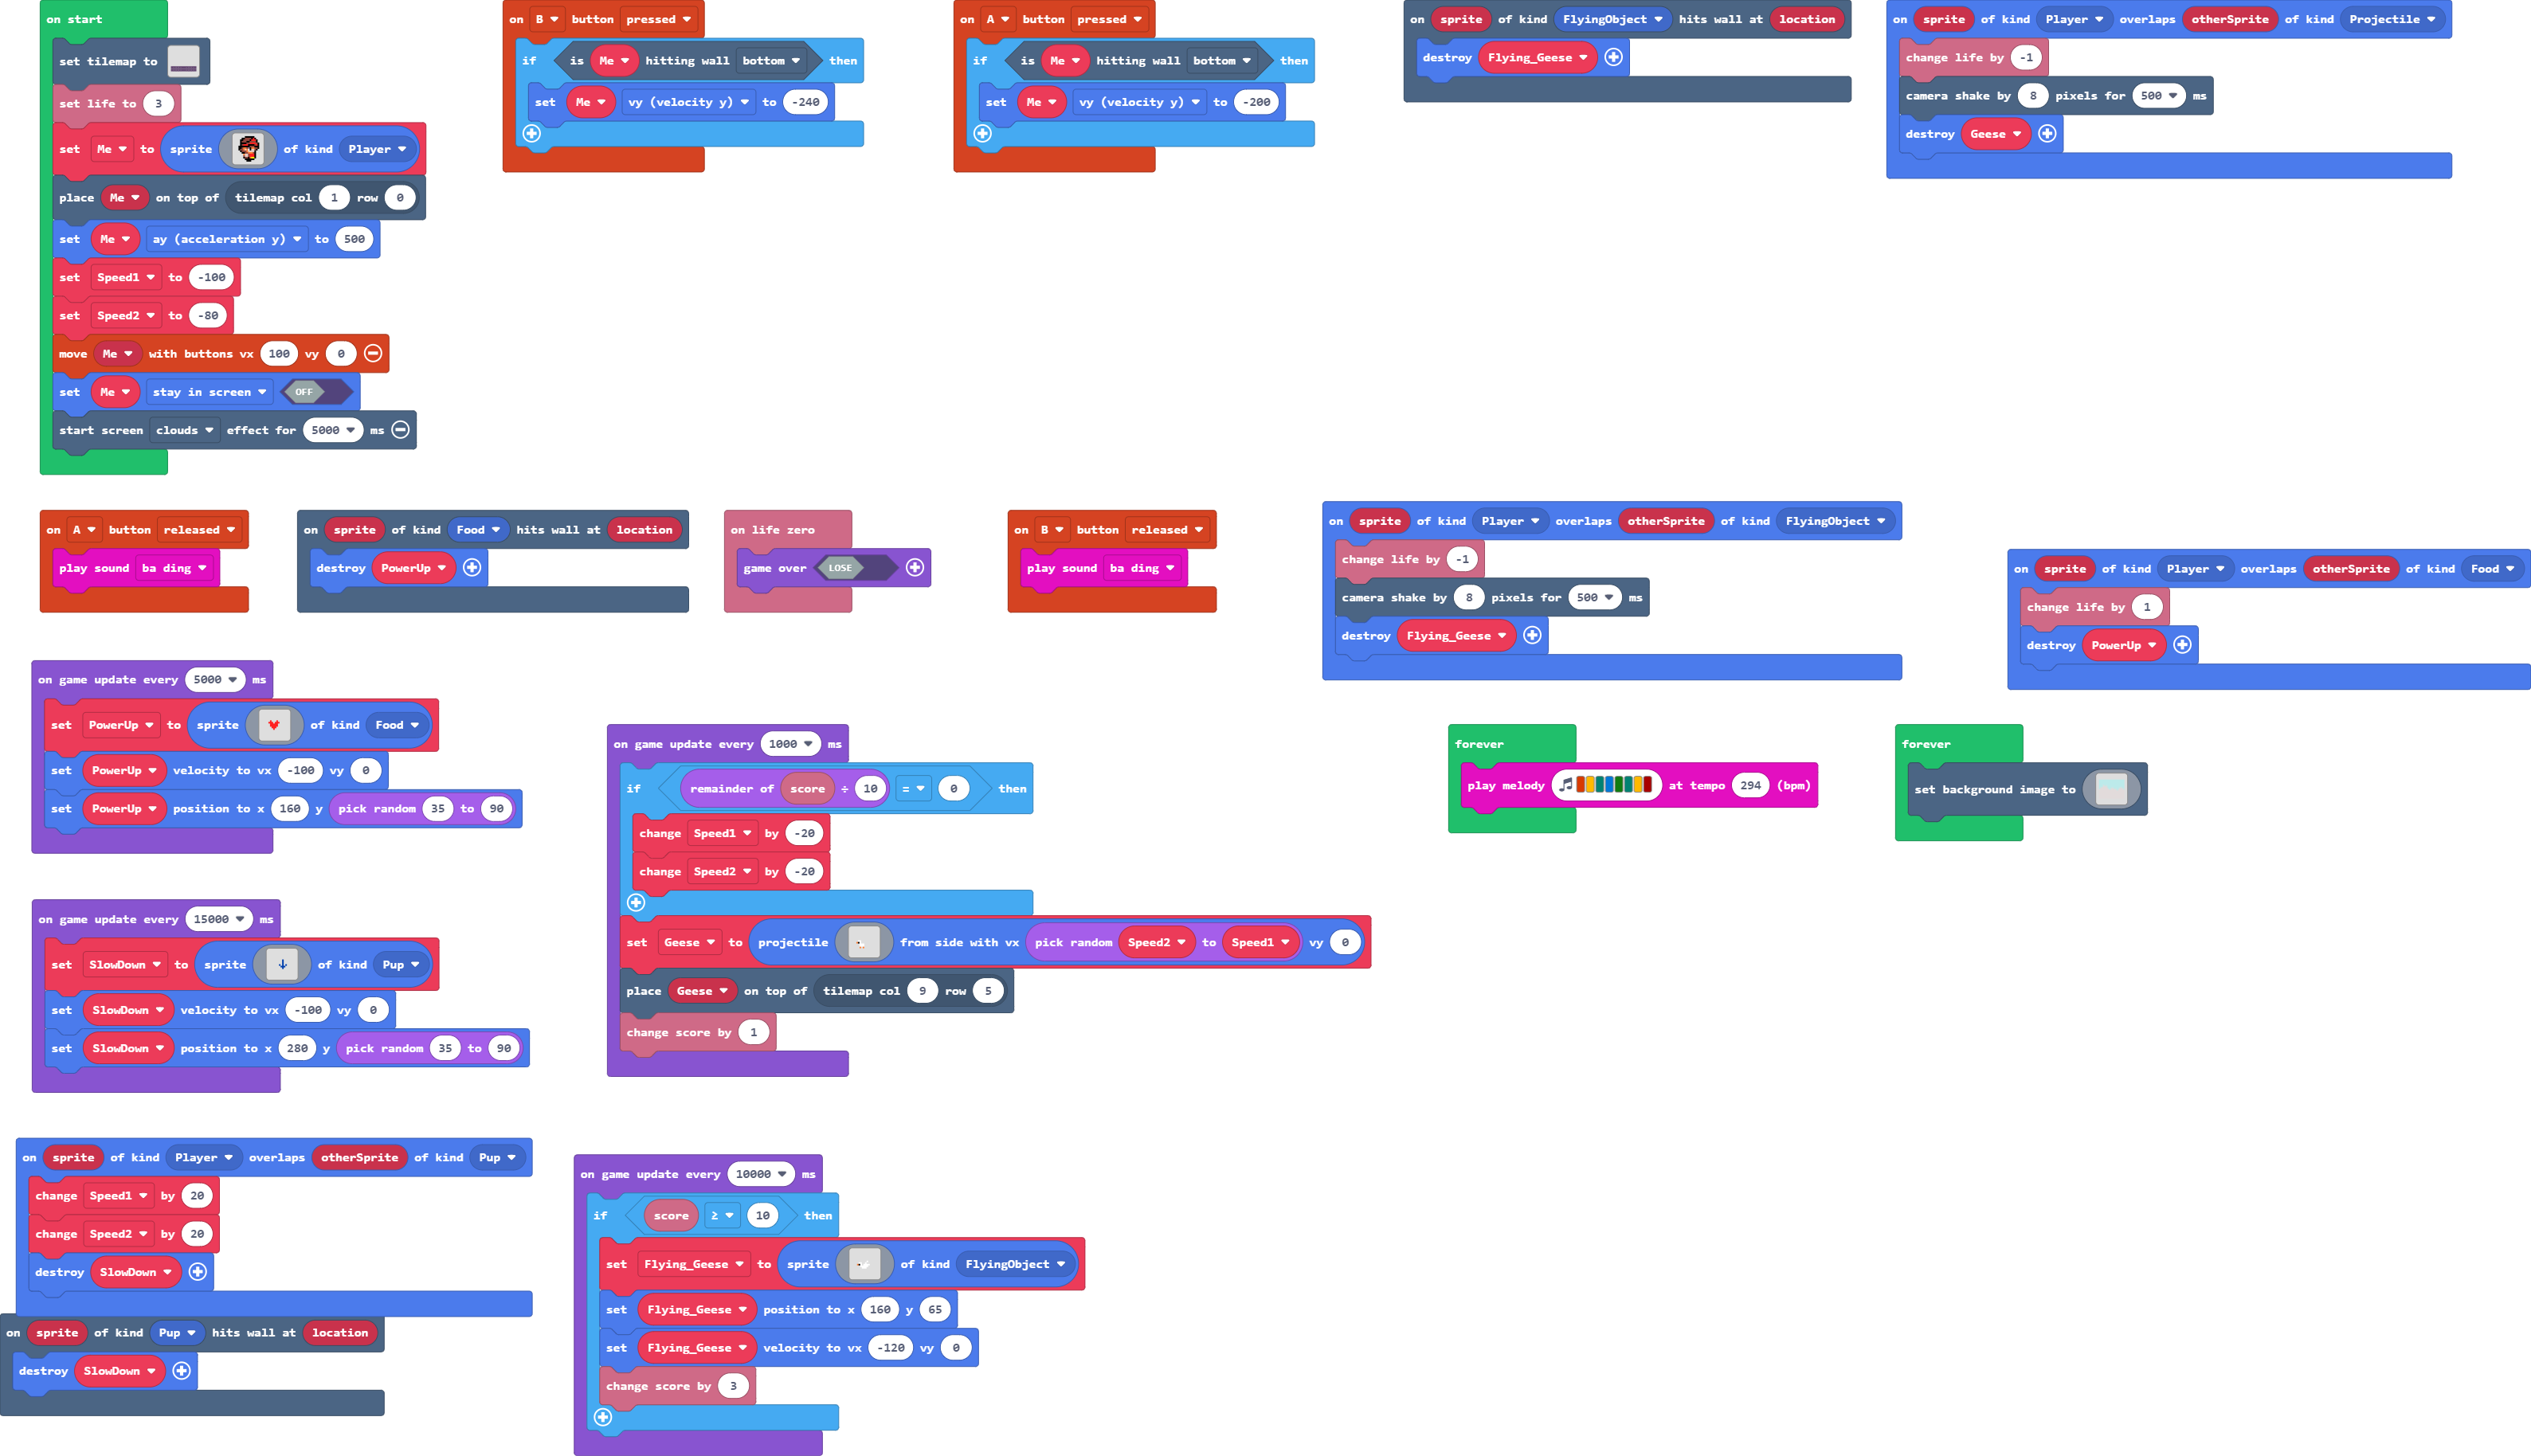 on start
set tilemap to
set life to 3
set Me to sprite of kind Player
place Me on top of tilemap col 1 row 0
set Me ay (acceleration y) to 500
set Speed1 to -100
set Speed2 to -80
move Me with buttons vx 100 vy 0
set Me stay in screen OFF
start screen clouds effect for 5000 ms
on B button pressed
if is Me hitting wall bottom then
set Me vy (velocity y) to -240
on A button pressed
if is Me hitting wall bottom then
set Me vy (velocity y) to -200
on sprite of kind FlyingObject hits wall at location
destroy Flying_Geese
on sprite of kind Player overlaps otherSprite of kind Projectile
change life by -1
camera shake by 8 pixels for 500 ms
destroy Geese
on A button released
play sound ba ding
on sprite of kind Food hits wall at location
destroy PowerUp
on life zero
game over LOSE
on B button released
play sound ba ding
on sprite of kind Player overlaps otherSprite of kind FlyingObject
change life by -1
camera shake by 8 pixels for 500 ms
destroy Flying_Geese
on sprite of kind Player overlaps otherSprite of kind Food
change life by 1
destroy PowerUp
on game update every 5000 ms
set PowerUp to sprite of kind Food
set PowerUp velocity to vx -100 vy 0
set PowerUp position to x 160 y pick random 35 to 90
on game update every 1000 ms
if remainder of score ÷ 10 = 0 then
change Speed1 by -20
change Speed2 by -20
set Geese to projectile from side with vx pick random Speed2 to Speed1 vy 0
place Geese on top of tilemap col 9 row 5
change score by 1
forever
play melody at tempo 294 (bpm)
forever
set background image to
on game update every 15000 ms
set SlowDown to sprite of kind Pup
set SlowDown velocity to vx -100 vy 0
set SlowDown position to x 280 y pick random 35 to 90
on sprite of kind Player overlaps otherSprite of kind Pup
change Speed1 by 20
change Speed2 by 20
destroy SlowDown
on sprite of kind Pup hits wall at location
destroy SlowDown
on game update every 10000 ms
if score ≥ 10 then
set Flying_Geese to sprite of kind FlyingObject
set Flying_Geese position to x 160 y 65
set Flying_Geese velocity to vx -120 vy 0
change score by 3